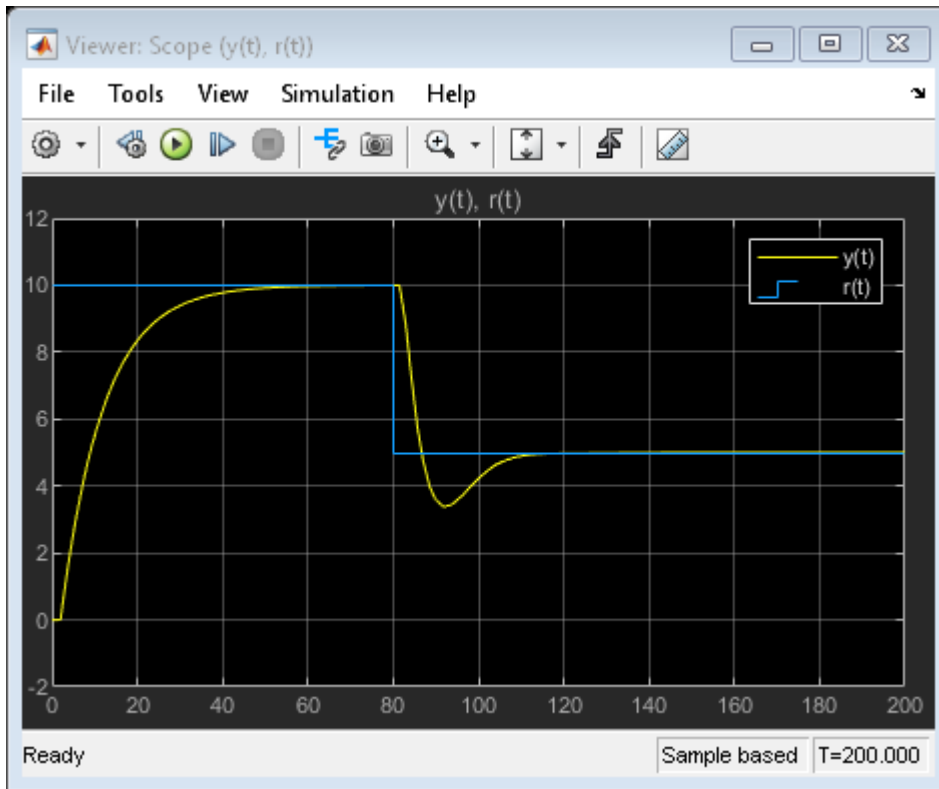 Viewer: Scope (y(t), r(t))
File Tools View Simulation Help
y(t), r(t)
12
10
8
6
4
2
0
-2
y(t)
r(t)
0 20 40 60 80 100 120 140 160 180 200
Ready Sample based T=200.000